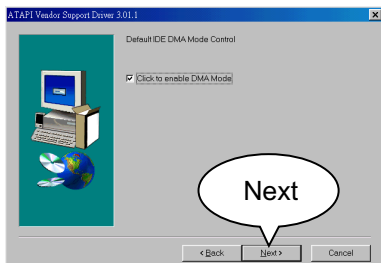 ATAPI Vendor Support Driver 3.01.1
Default IDE DMA Mode Control
Click to enable DMA Mode
Next
< Back
Next >
Cancel